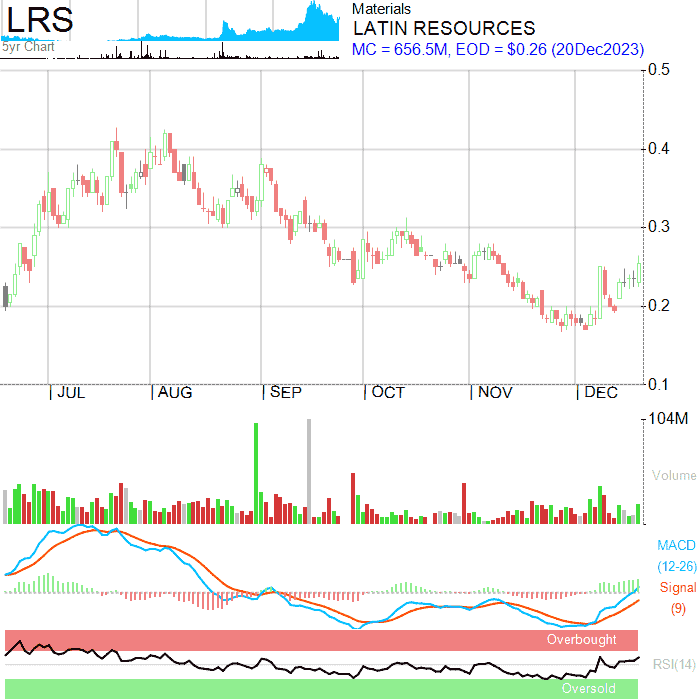 LRS
5yr Chart
Materials
LATIN RESOURCES
MC = 656.5M, EOD = $0.26 (20Dec2023)
0.5
0.4
0.3
0.2
0.1
JUL AUG SEP OCT NOV DEC
104M
Volume
MACD
(12-26)
Signal
(9)
Overbought
RSI(14)
Oversold